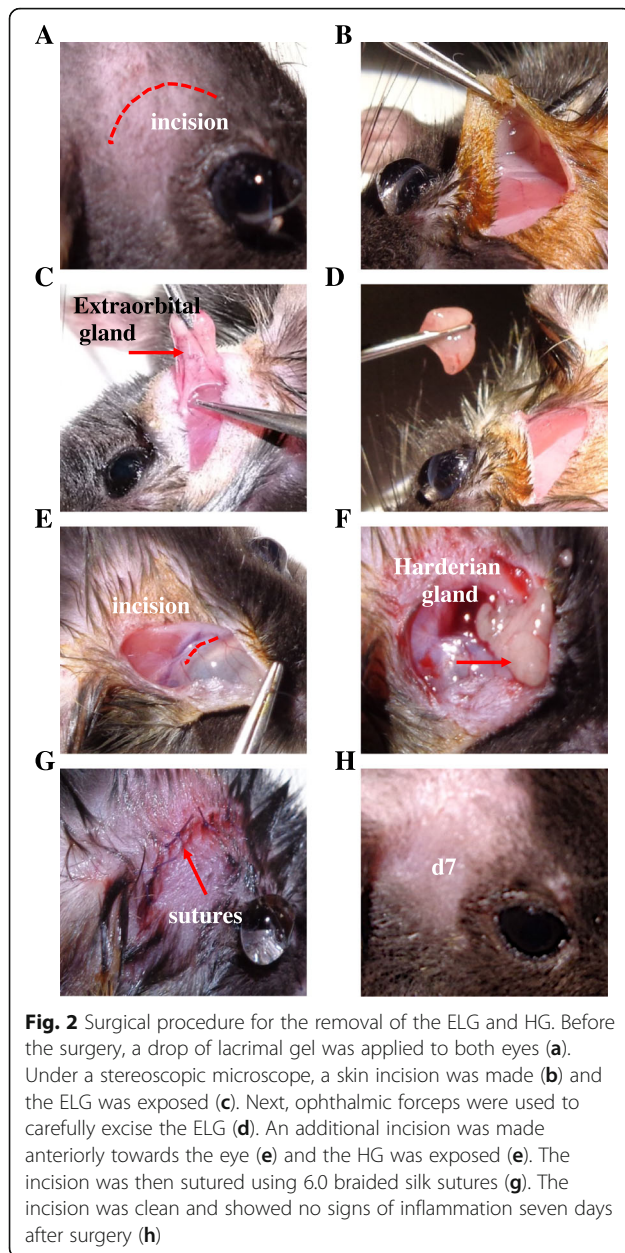 A
B
incision
C
D
Extraorbital
gland
E
F
incision
Harderian
gland
G
H
sutures
d7
Fig. 2 Surgical procedure for the removal of the ELG and HG. Before
the surgery, a drop of lacrimal gel was applied to both eyes (a).
Under a stereoscopic microscope, a skin incision was made (b) and
the ELG was exposed (c). Next, ophthalmic forceps were used to
carefully excise the ELG (d). An additional incision was made
anteriorly towards the eye (e) and the HG was exposed (e). The
incision was then sutured using 6.0 braided silk sutures (g). The
incision was clean and showed no signs of inflammation seven days
after surgery (h)